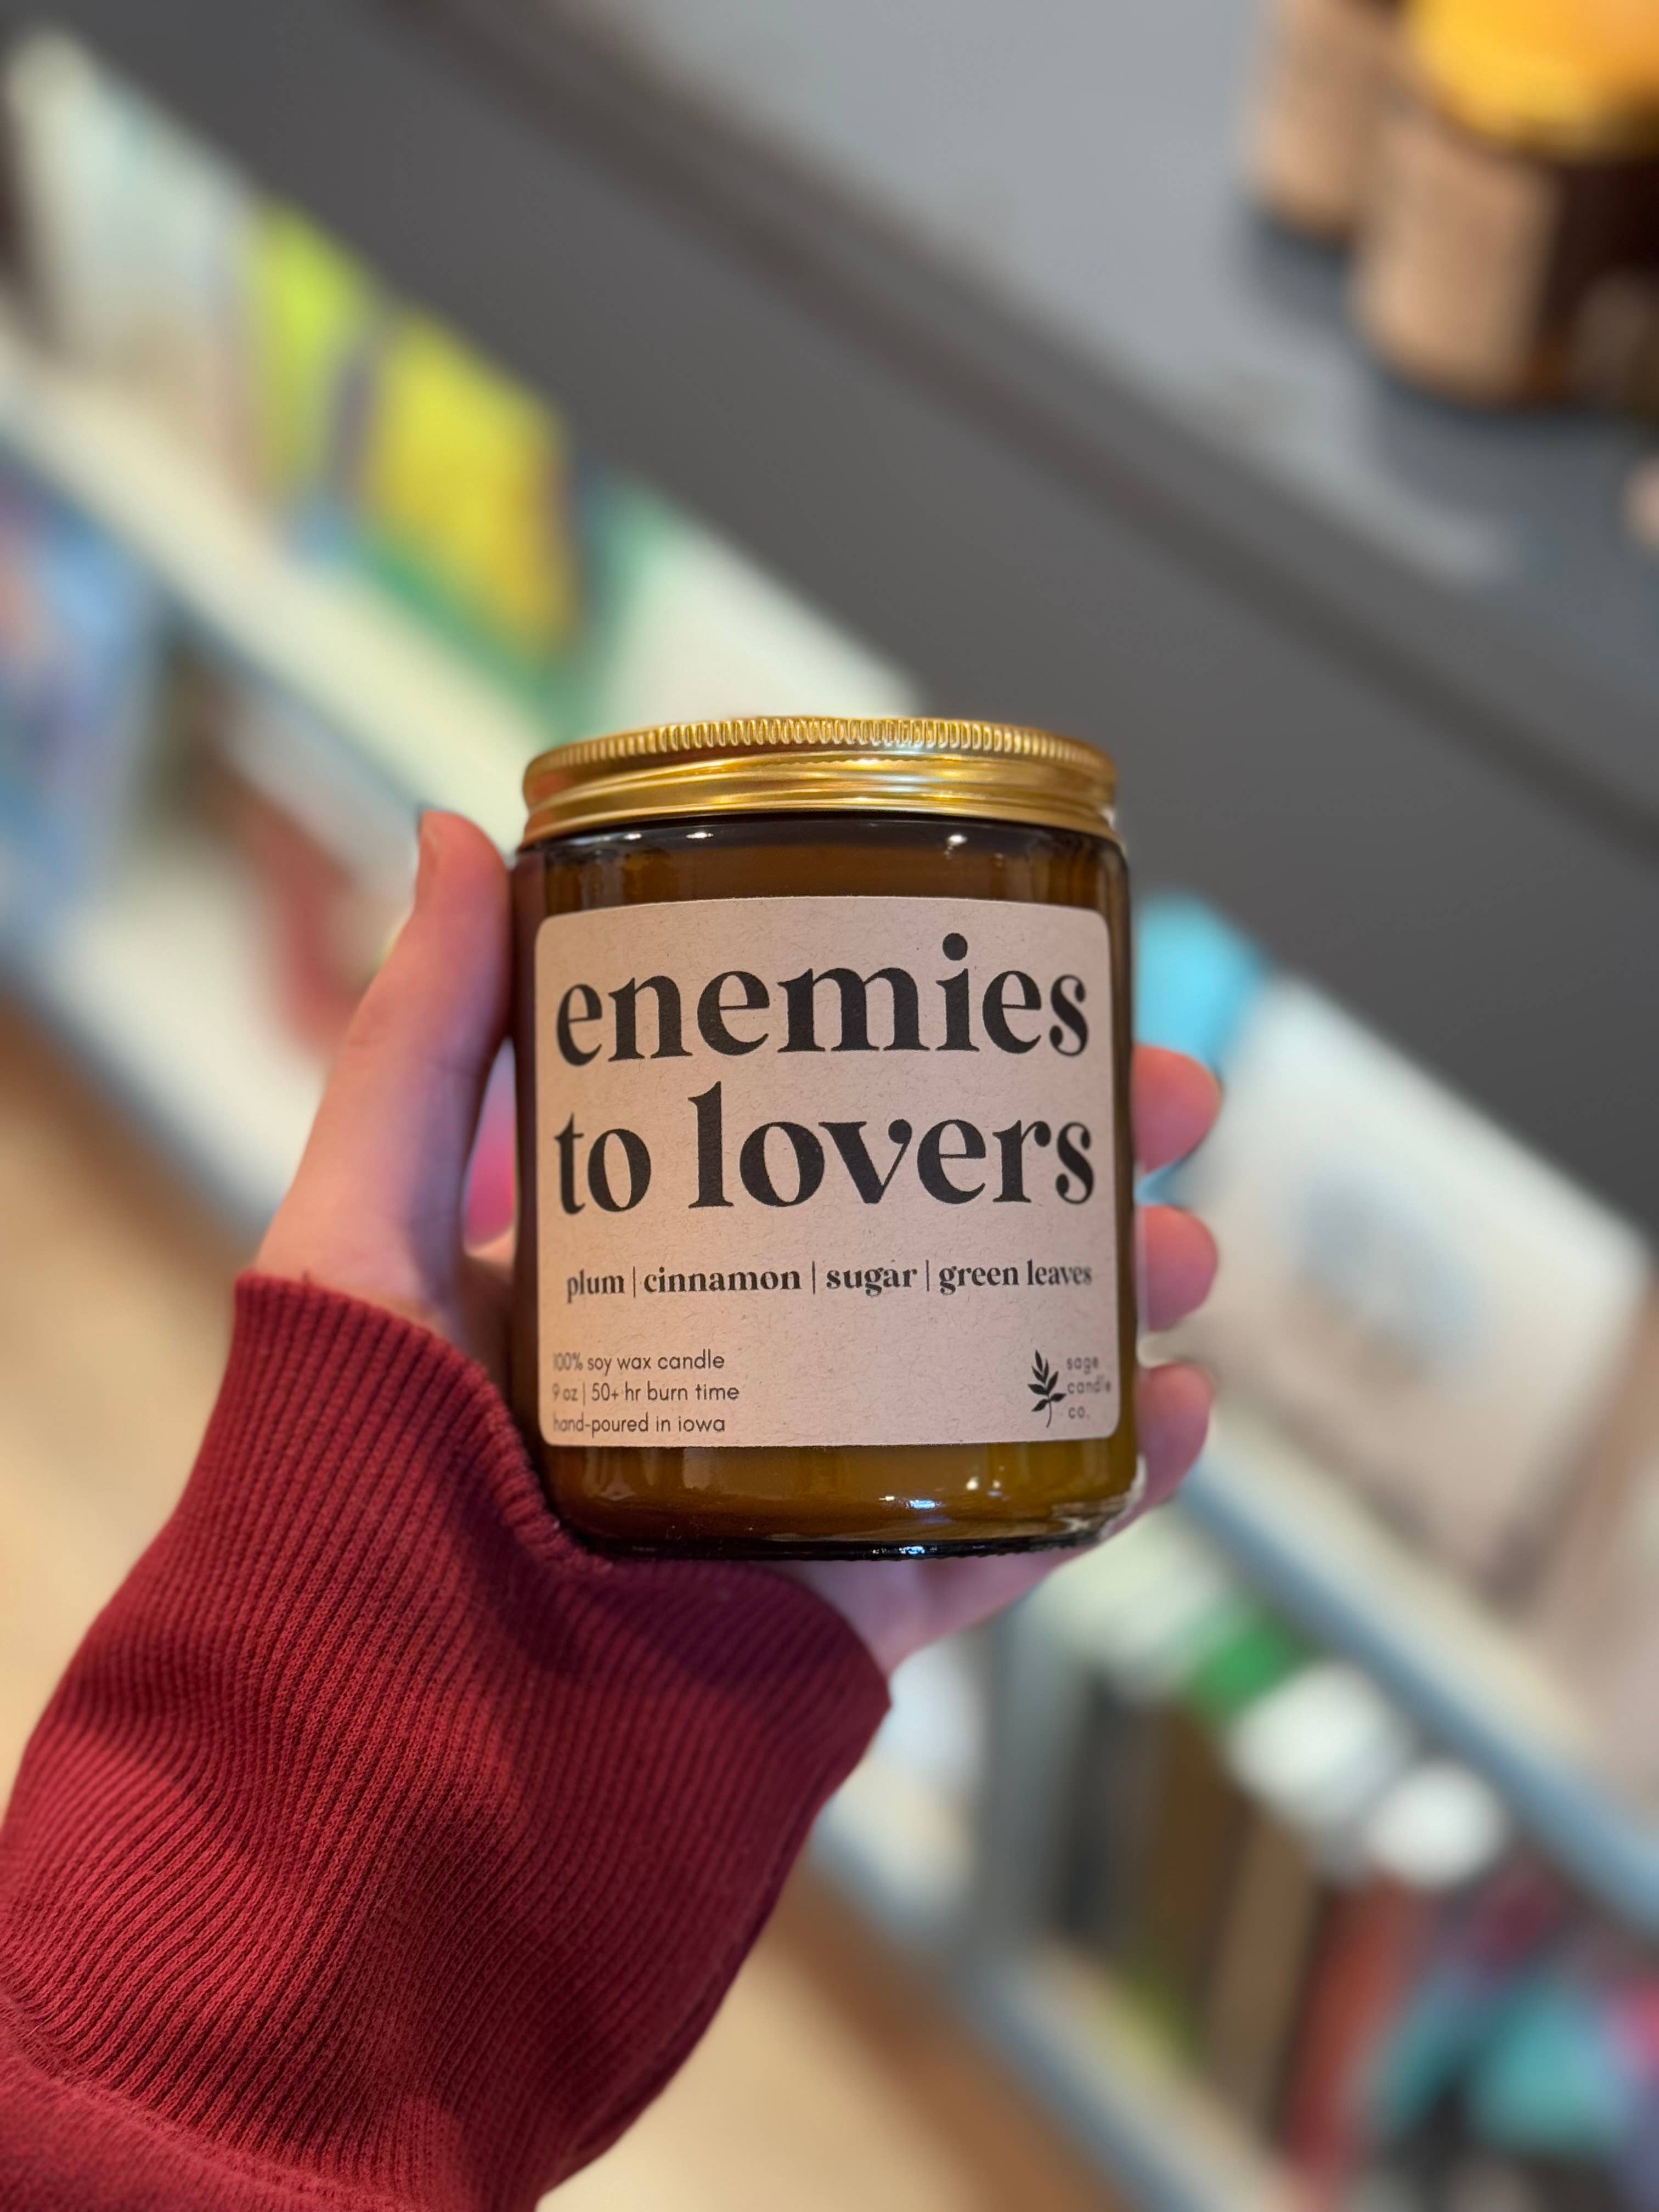 enemies
to lovers
plum | cinnamon | sugar | green leaves
100% soy wax candle
9 oz | 50+ hr burn time
hand-poured in iowa
sage
candle
co.